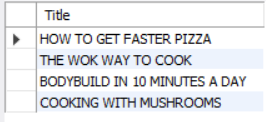 Title
HOW TO GET FASTER PIZZA
THE WOK WAY TO COOK
BODYBUILD IN 10 MINUTES A DAY
COOKING WITH MUSHROOMS